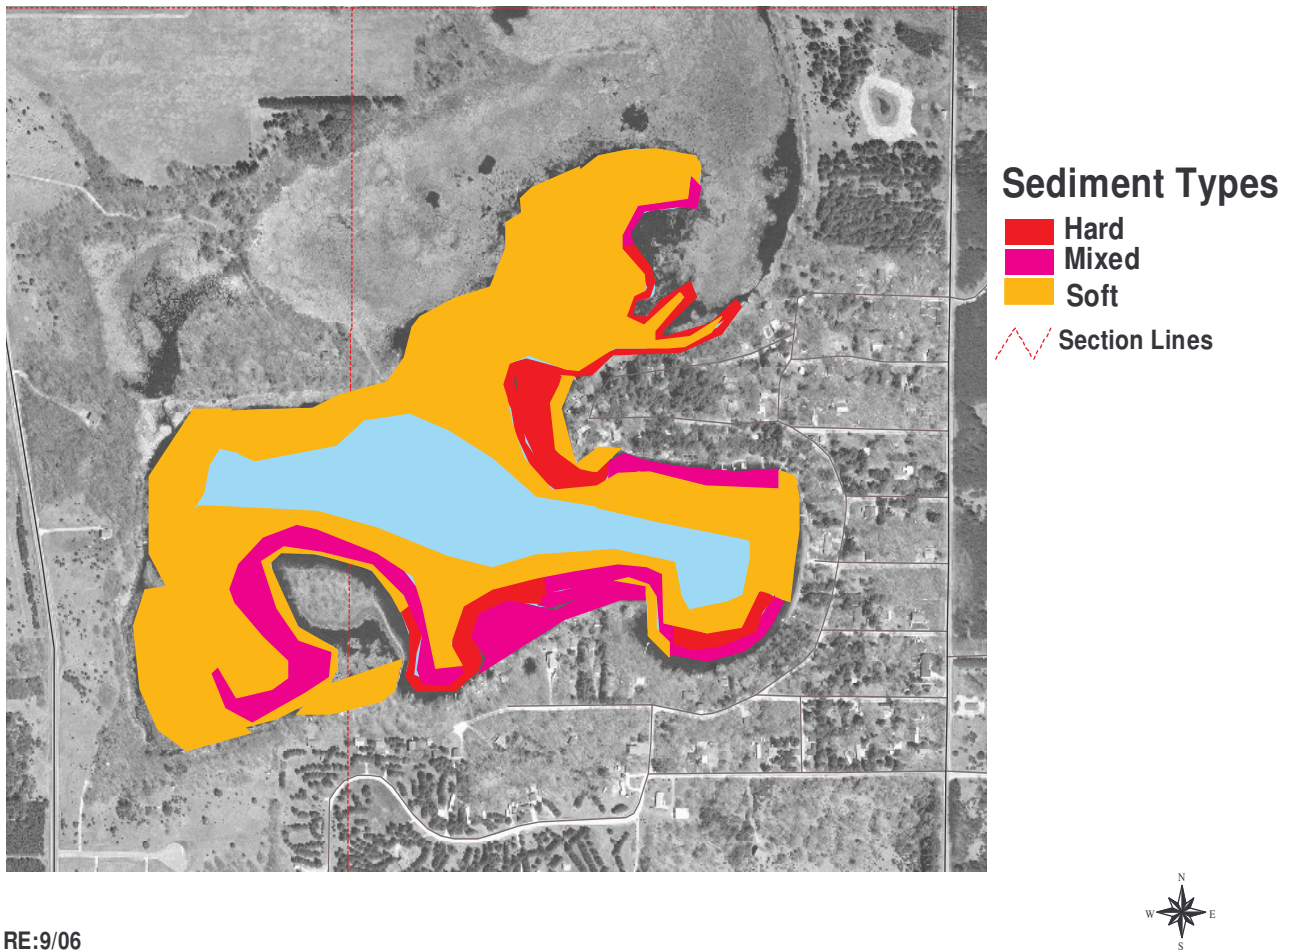 Sediment Types
Hard
Mixed
Soft
Section Lines
N
W
E
S
RE:9/06